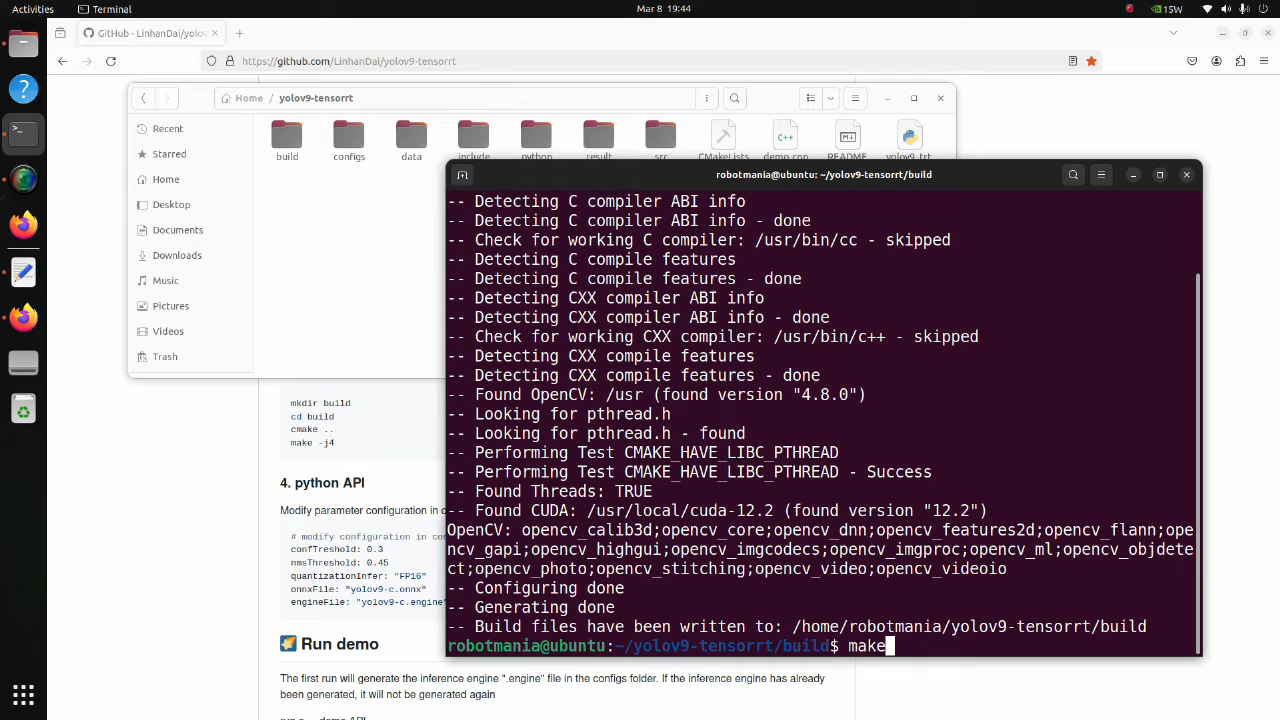 Activities
Terminal
Mar 8 19:44
15W
GitHub - LinhanDai/yolov
https://github.com/LinhanDai/yolov9-tensorrt
Home / yolov9-tensorrt
Recent
Starred
Home
Desktop
Documents
Downloads
Music
Pictures
Videos
Trash
build
configs
data
include
python
result
src
CMakeLists
demo.cpp
README
yolov9_trt
robotmania@ubuntu: ~/yolov9-tensorrt/build
-- Detecting C compiler ABI info
-- Detecting C compiler ABI info - done
-- Check for working C compiler: /usr/bin/cc - skipped
-- Detecting C compile features
-- Detecting C compile features - done
-- Detecting CXX compiler ABI info
-- Detecting CXX compiler ABI info - done
-- Check for working CXX compiler: /usr/bin/c++ - skipped
-- Detecting CXX compile features
-- Detecting CXX compile features - done
-- Found OpenCV: /usr (found version "4.8.0")
-- Looking for pthread.h
-- Looking for pthread.h - found
-- Performing Test CMAKE_HAVE_LIBC_PTHREAD
-- Performing Test CMAKE_HAVE_LIBC_PTHREAD - Success
-- Found Threads: TRUE
-- Found CUDA: /usr/local/cuda-12.2 (found version "12.2")
OpenCV: opencv_calib3d;opencv_core;opencv_dnn;opencv_features2d;opencv_flann;ope
ncv_gapi;opencv_highgui;opencv_imgcodecs;opencv_imgproc;opencv_ml;opencv_objdete
ct;opencv_photo;opencv_stitching;opencv_video;opencv_videoio
-- Configuring done
-- Generating done
-- Build files have been written to: /home/robotmania/yolov9-tensorrt/build
robotmania@ubuntu:~/yolov9-tensorrt/build$ make
mkdir build
cd build
cmake ..
make -j4
4. python API
Modify parameter configuration in
# modify configuration in
confTreshold: 0.3
nmsTreshold: 0.45
quantizationInfer: "FP16"
onnxFile: "yolov9-c.onnx"
engineFile: "yolov9-c.engine"
Run demo
The first run will generate the inference engine ".engine" file in the configs folder. If the inference engine has already
been generated, it will not be generated again